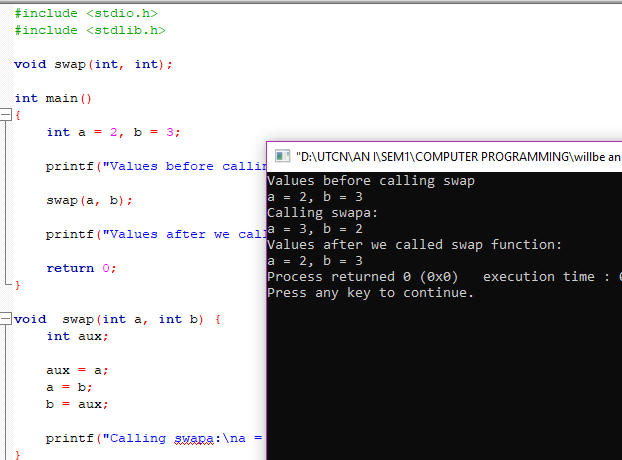 #include <stdio.h>
#include <stdlib.h>
void swap(int, int);
int main()
{
int a = 2, b = 3;
printf("Values before
swap(a, b);
printf("Values after we
return 0;
}
void  swap(int a, int b) {
int aux;
aux = a;
a = b;
b = aux;
printf("Calling swapa:\na =
}
"D:\UTCN\AN I\SEM1\COMPUTER PROGRAMMING\willbe an
Values before calling swap
a = 2, b = 3
Calling swapa:
a = 3, b = 2
Values after we called swap function:
a = 2, b = 3
Process returned 0 (0x0)   execution time :
Press any key to continue.